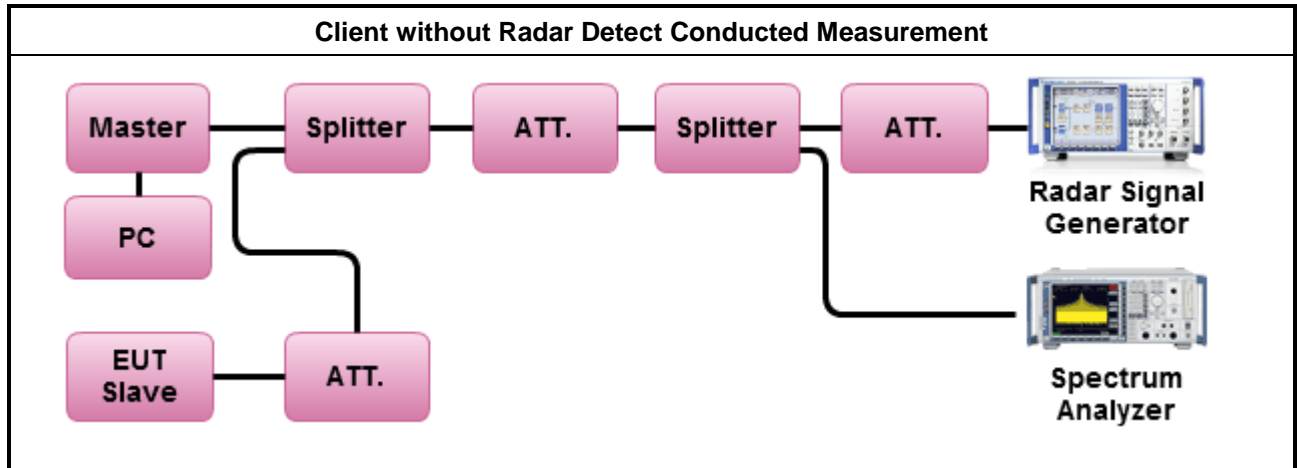 Client without Radar Detect Conducted Measurement
Master
Splitter
ATT.
Splitter
ATT.
Radar Signal
Generator
PC
EUT
Slave
ATT.
Spectrum
Analyzer